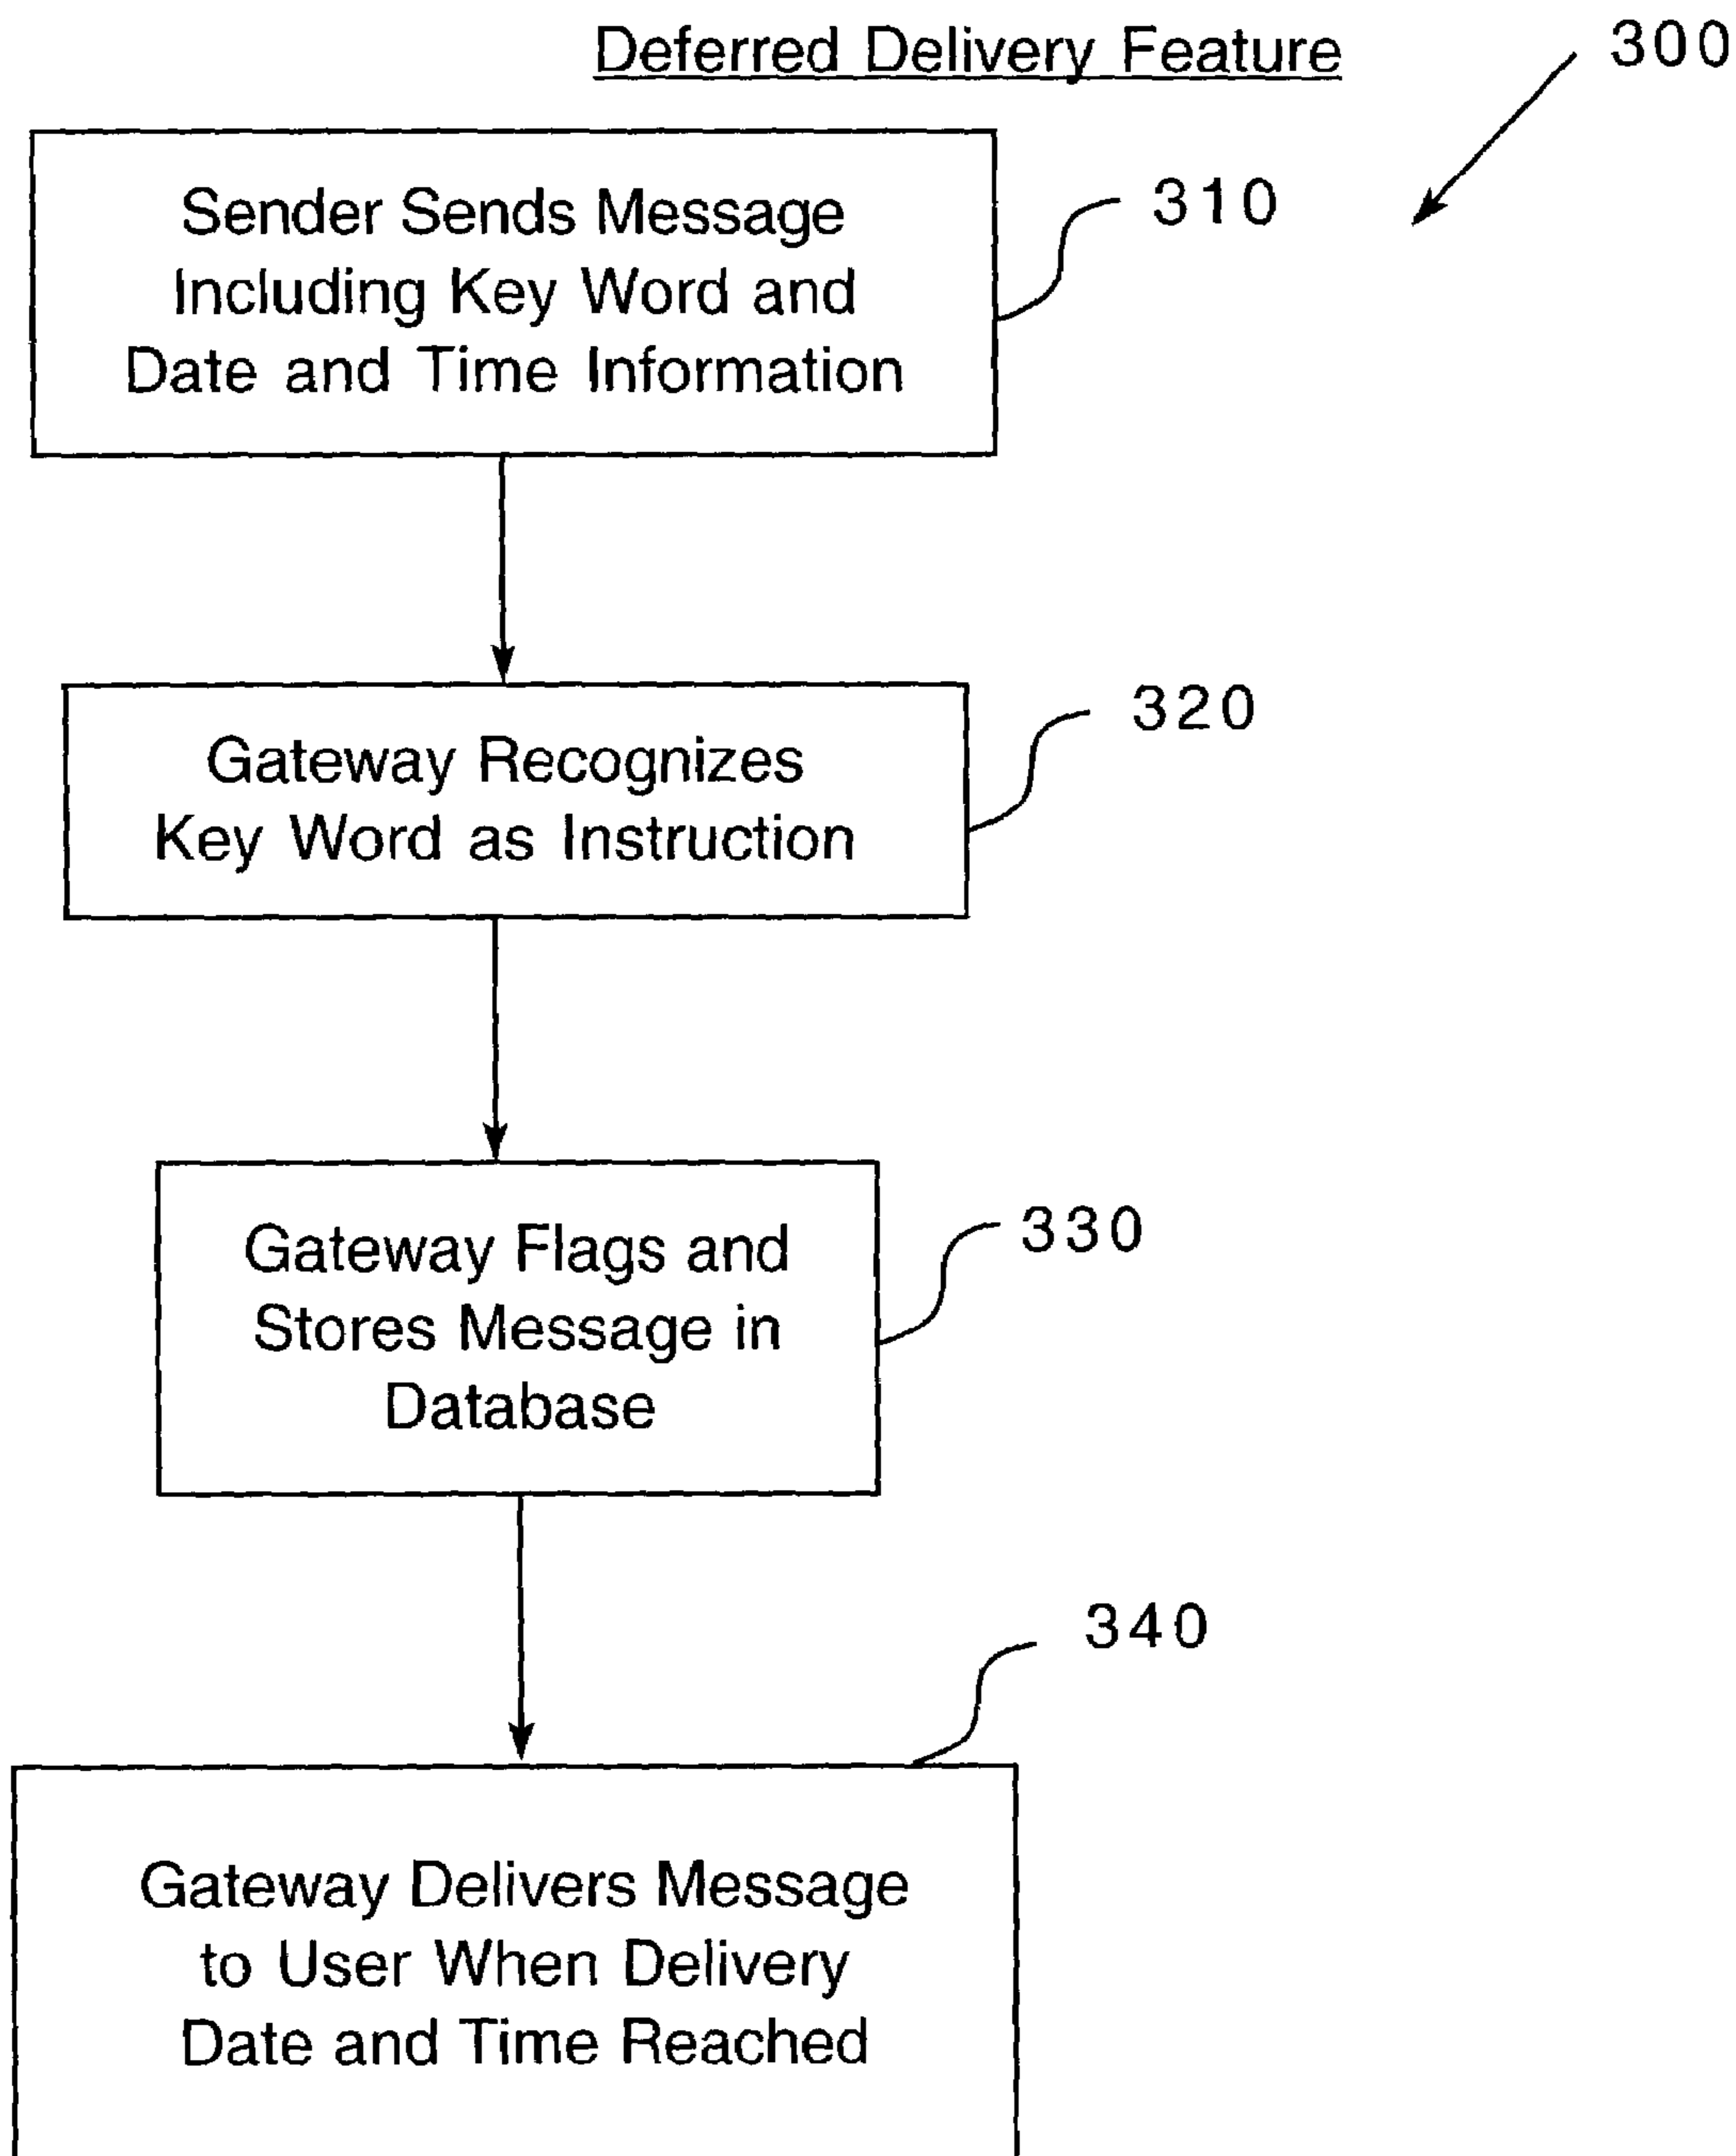 Deferred Delivery Feature
300
Sender Sends Message
Including Key Word and
Date and Time Information
310
Gateway Recognizes
Key Word as Instruction
320
Gateway Flags and
Stores Message in
Database
330
340
Gateway Delivers Message
to User When Delivery
Date and Time Reached